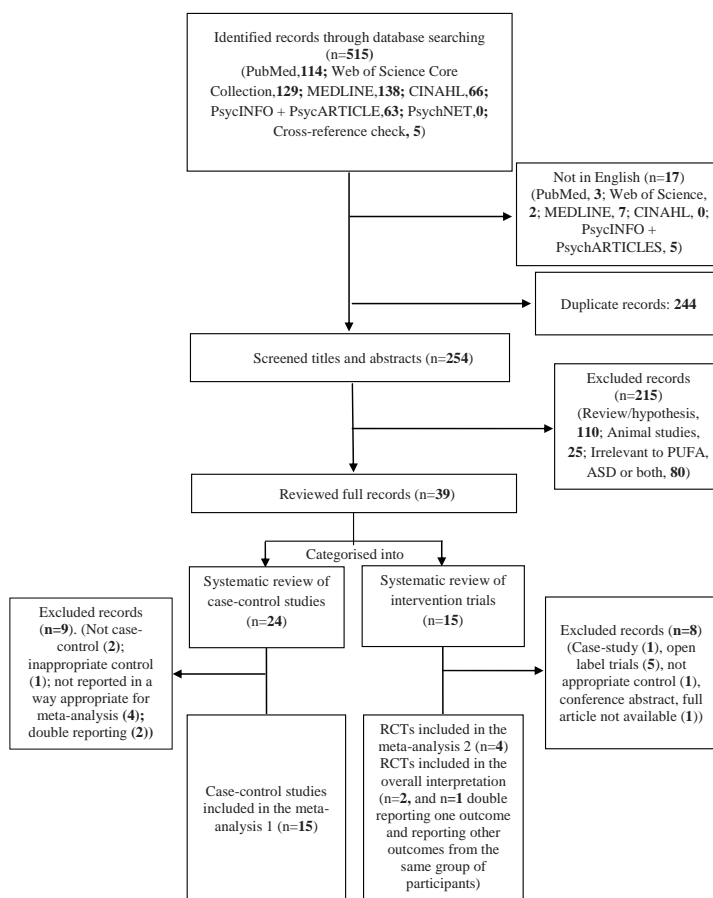 Identified records through database searching
(n=515)
(PubMed,114; Web of Science Core
Collection,129; MEDLINE,138; CINAHL,66;
PsycINFO + PsycARTICLE,63; PsychNET,0;
Cross-reference check, 5)
Not in English (n=17)
(PubMed, 3; Web of Science,
2; MEDLINE, 7; CINAHL, 0;
PsycINFO +
PsychARTICLES, 5)
Duplicate records: 244
Screened titles and abstracts (n=254)
Excluded records
(n=215)
(Review/hypothesis,
110; Animal studies,
25; Irrelevant to PUFA,
ASD or both, 80)
Reviewed full records (n=39)
Categorised into
Systematic review of
case-control studies
(n=24)
Systematic review of
intervention trials
(n=15)
Excluded records
(n=9). (Not case-
control (2);
inappropriate control
(1); not reported in a
way appropriate for
meta-analysis (4);
double reporting (2))
Excluded records (n=8)
(Case-study (1), open
label trials (5), not
appropriate control (1),
conference abstract, full
article not available (1))
Case-control studies
included in the meta-
analysis 1 (n=15)
RCTs included in the
meta-analysis 2 (n=4)
RCTs included in the
overall interpretation
(n=2, and n=1 double
reporting one outcome
and reporting other
outcomes from the
same group of
participants)